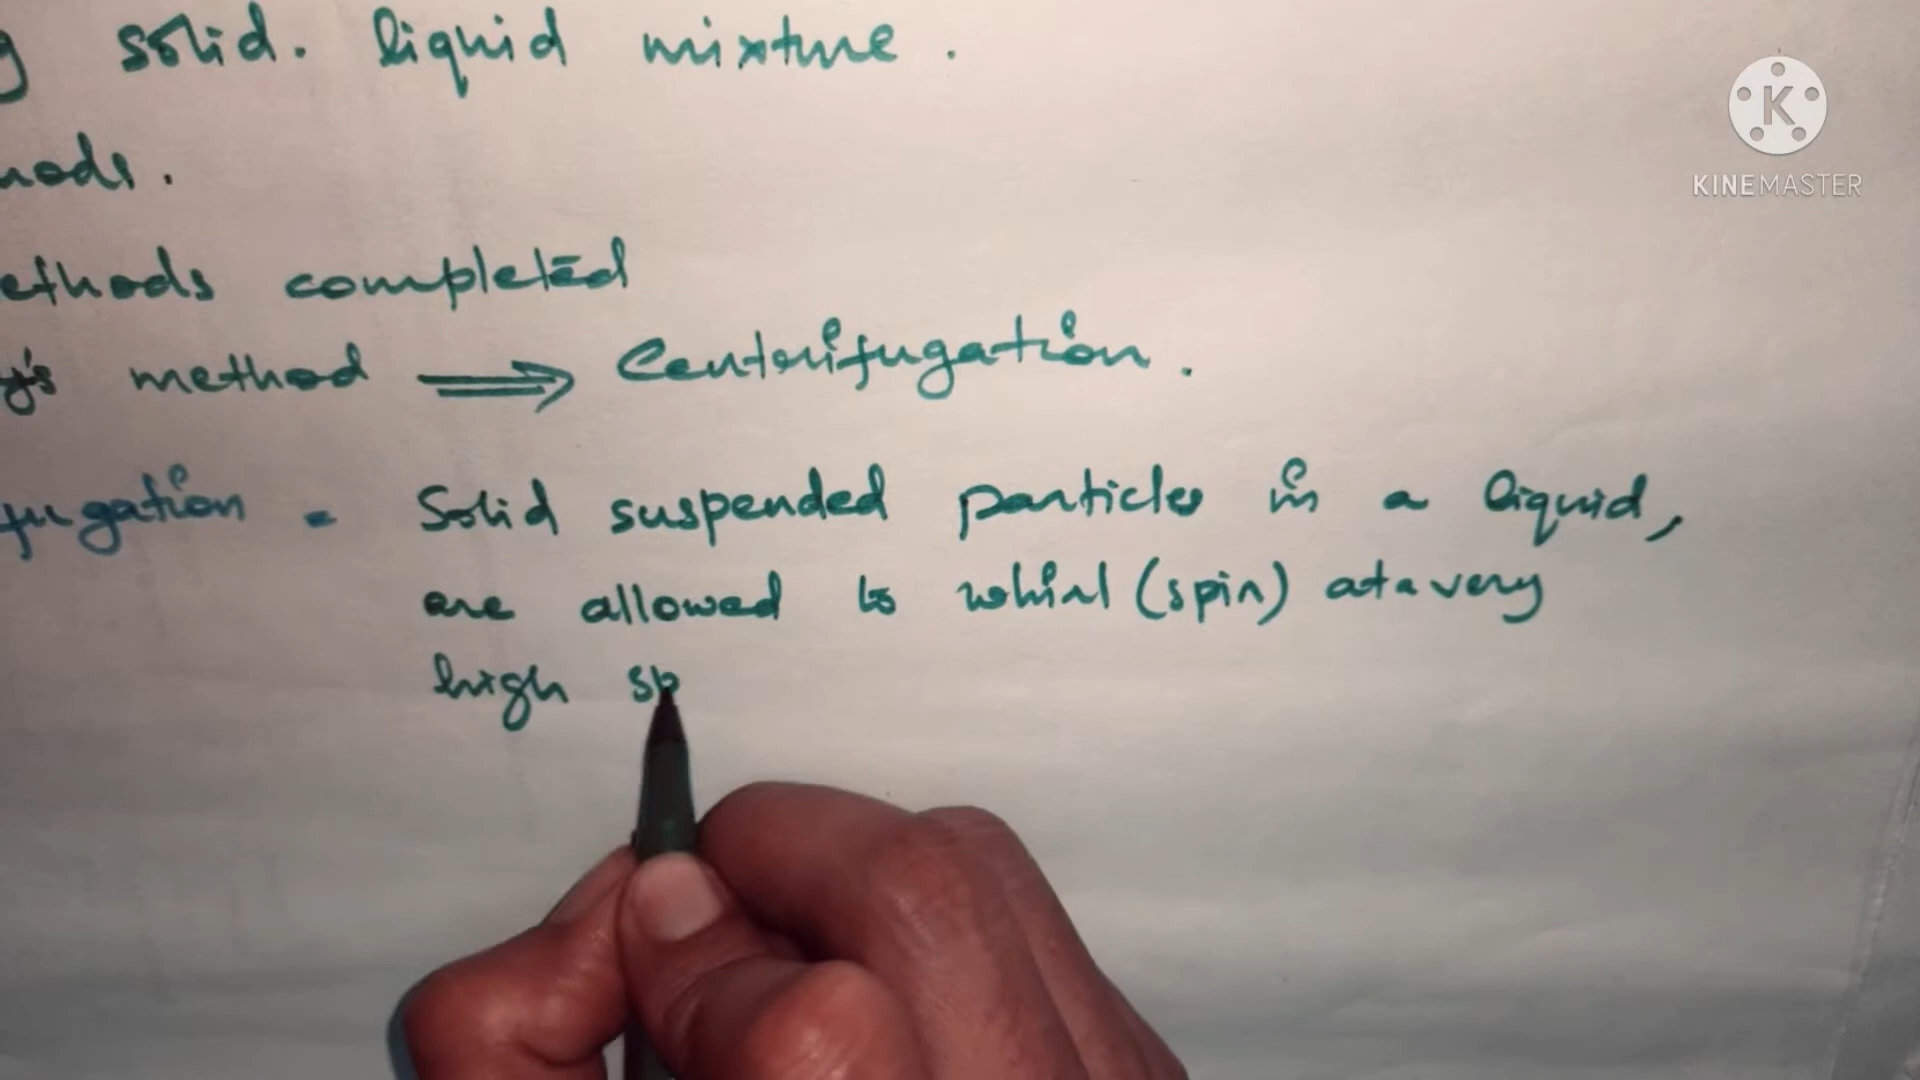 solid. liquid mixture.
K
KINEMASTER
methods completed
method ⟹ Centrifugation.
fugation = Solid suspended particles in a liquid,
are allowed to whirl (spin) at a very
high sp